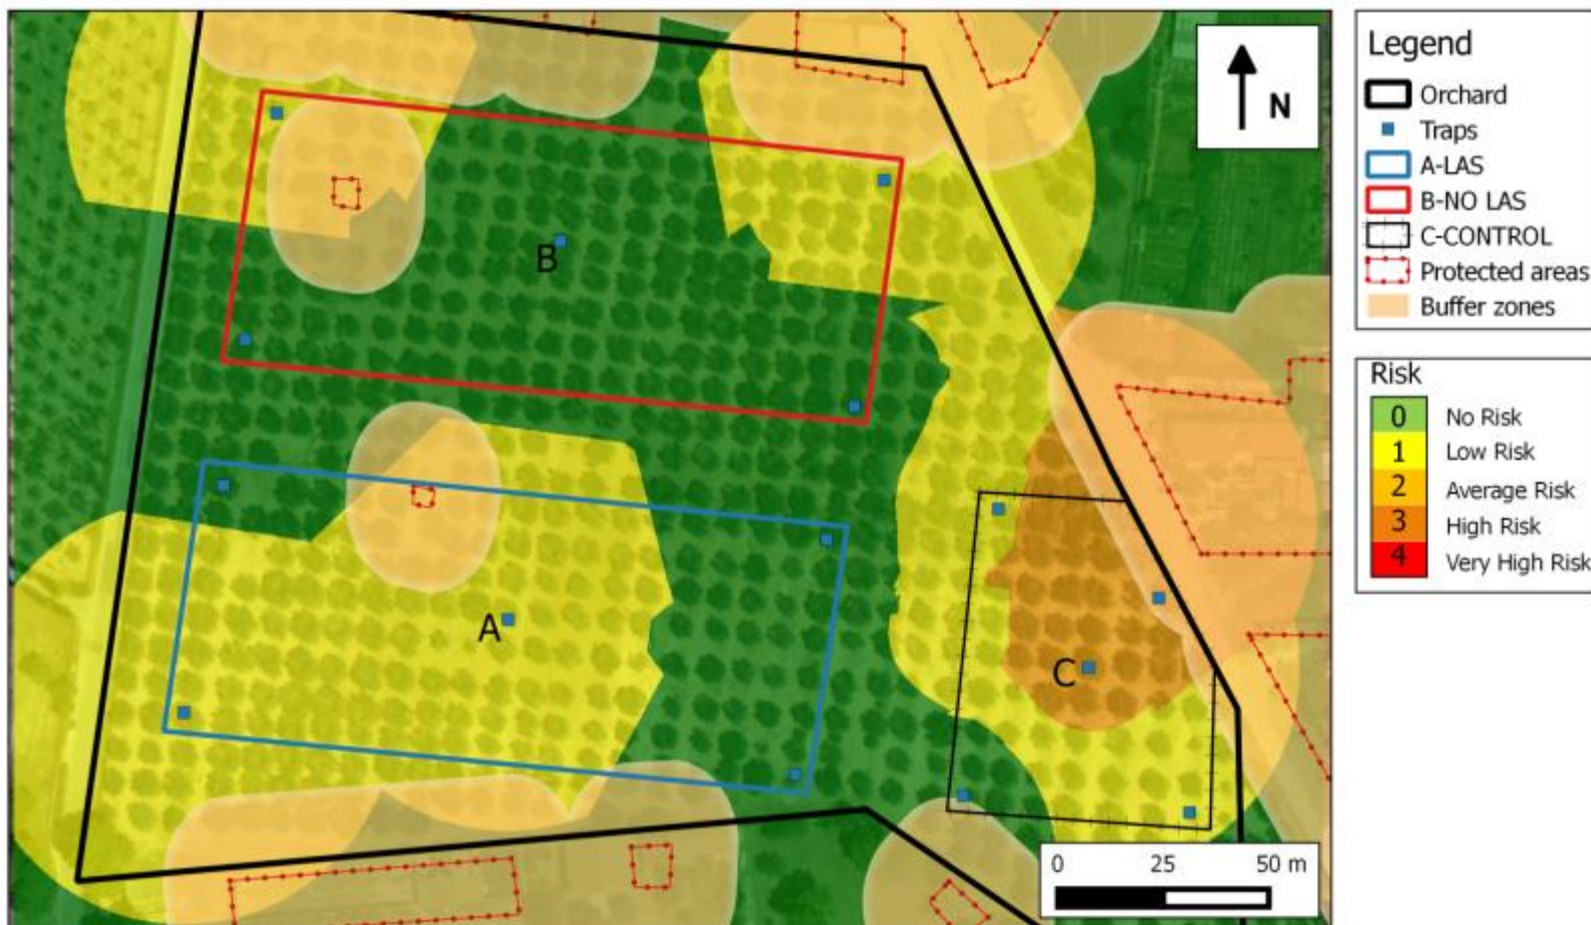 N
B
A
C
0 25 50 m
Legend
Orchard
Traps
A-LAS
B-NO LAS
C-CONTROL
Protected areas
Buffer zones
Risk
0 No Risk
1 Low Risk
2 Average Risk
3 High Risk
4 Very High Risk